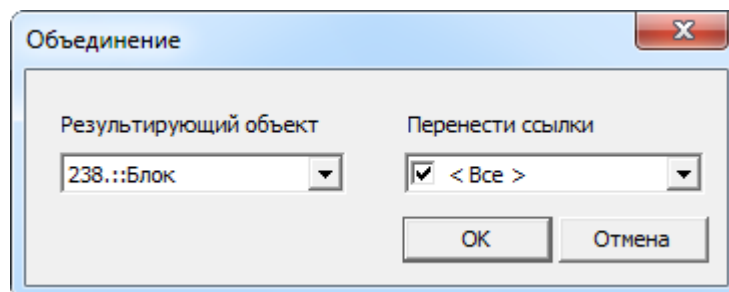 Объединение
Результирующий объект
Перенести ссылки
238.::Блок
< Все >
OK
Отмена